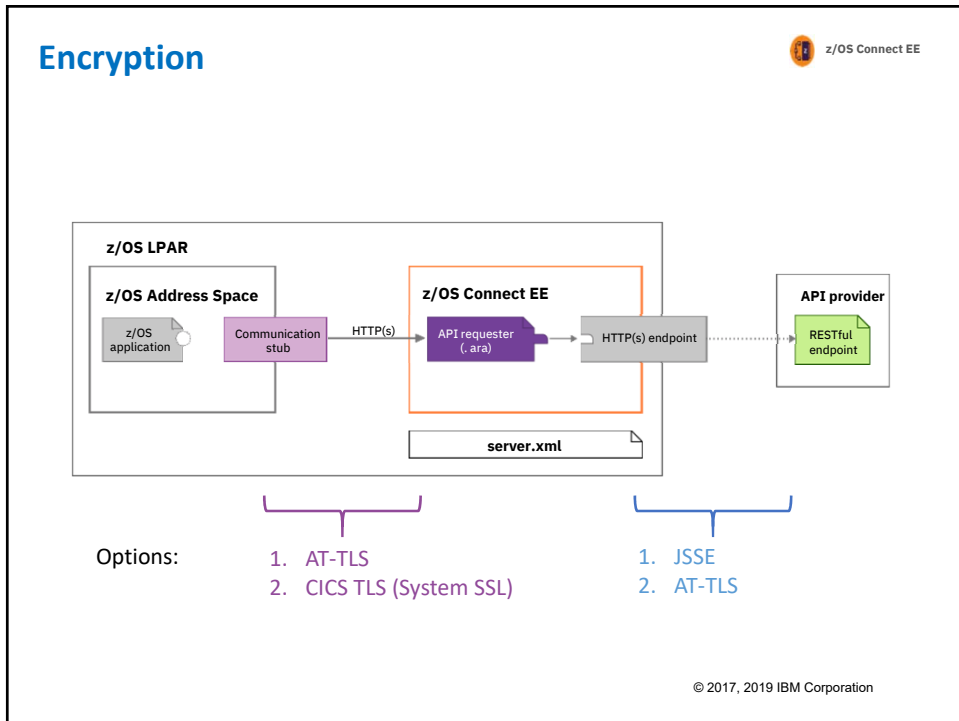 Encryption
z/OS Connect EE
z/OS LPAR
z/OS Address Space
z/OS
application
Communication
stub
HTTP(s)
z/OS Connect EE
API requester
(. ara)
HTTP(s) endpoint
API provider
RESTful
endpoint
server.xml
Options:
1. AT-TLS
2. CICS TLS (System SSL)
1. JSSE
2. AT-TLS
© 2017, 2019 IBM Corporation